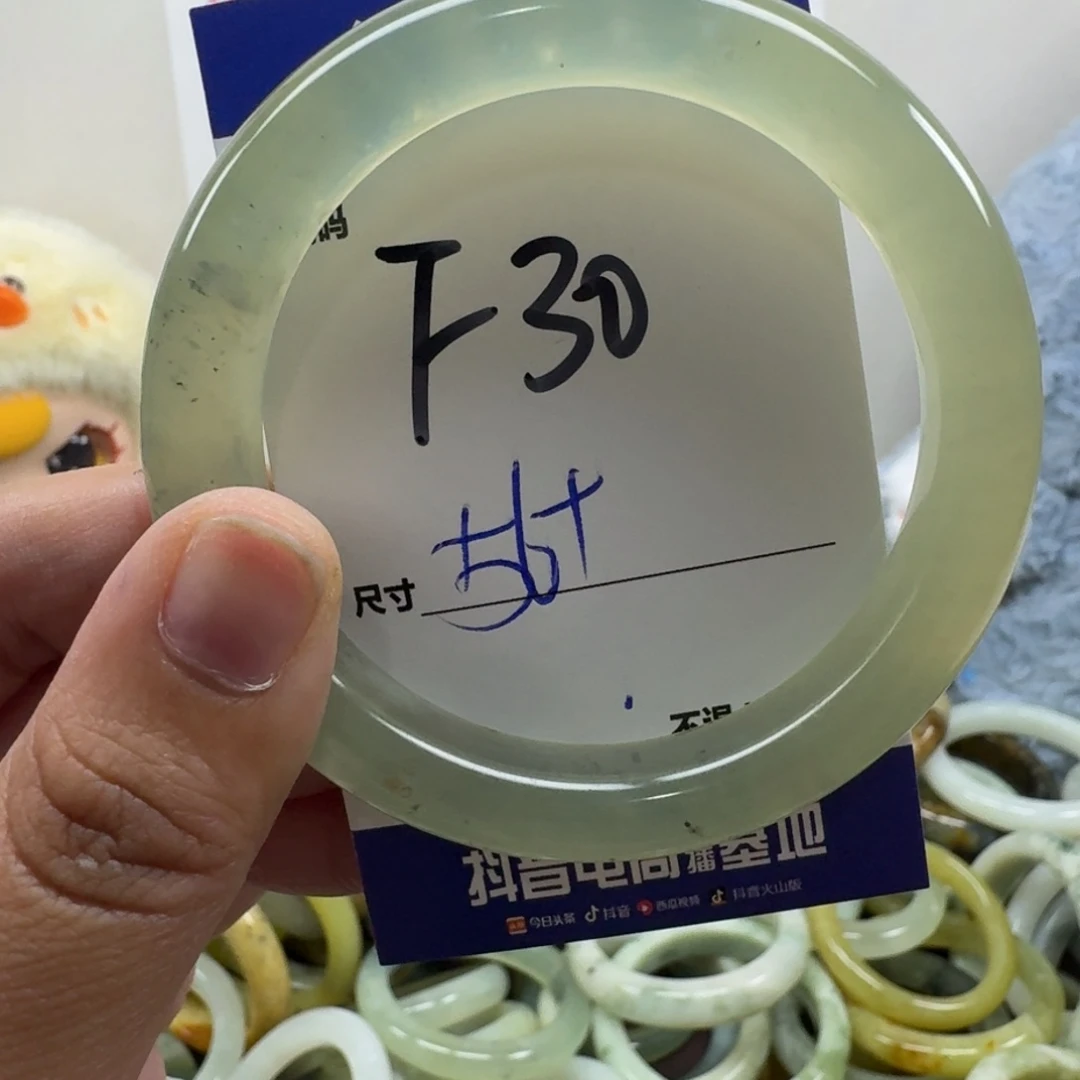 码
F30
56+
尺寸
抖音电商直播基地
今日头条 抖音 西瓜视频 抖音火山版